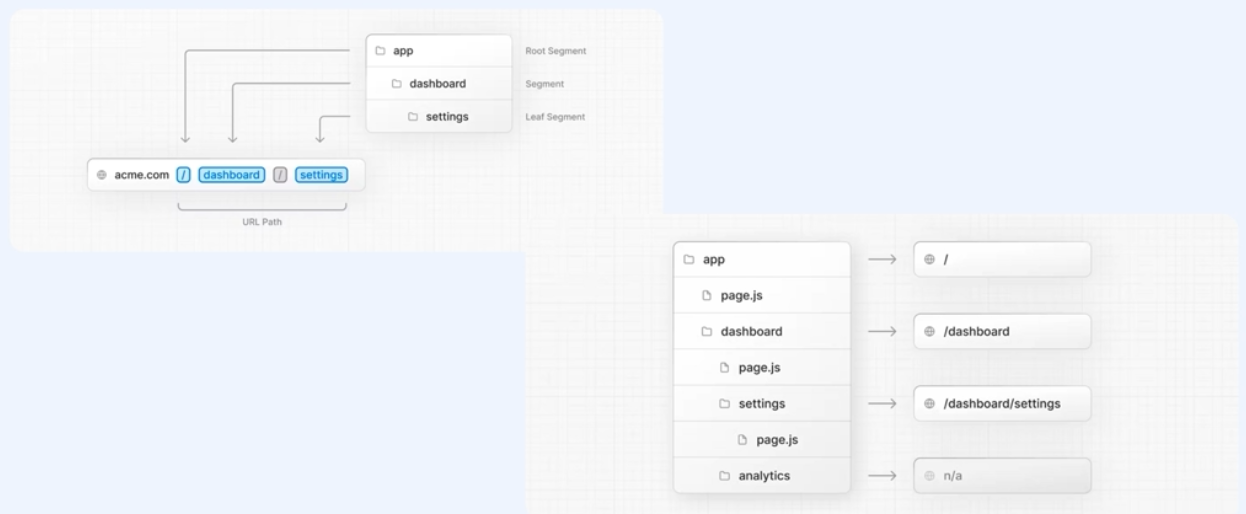 app
Root Segment
dashboard
Segment
settings
Leaf Segment
acme.com / dashboard / settings
URL Path
app
/
page.js
dashboard
/dashboard
page.js
settings
/dashboard/settings
page.js
analytics
n/a